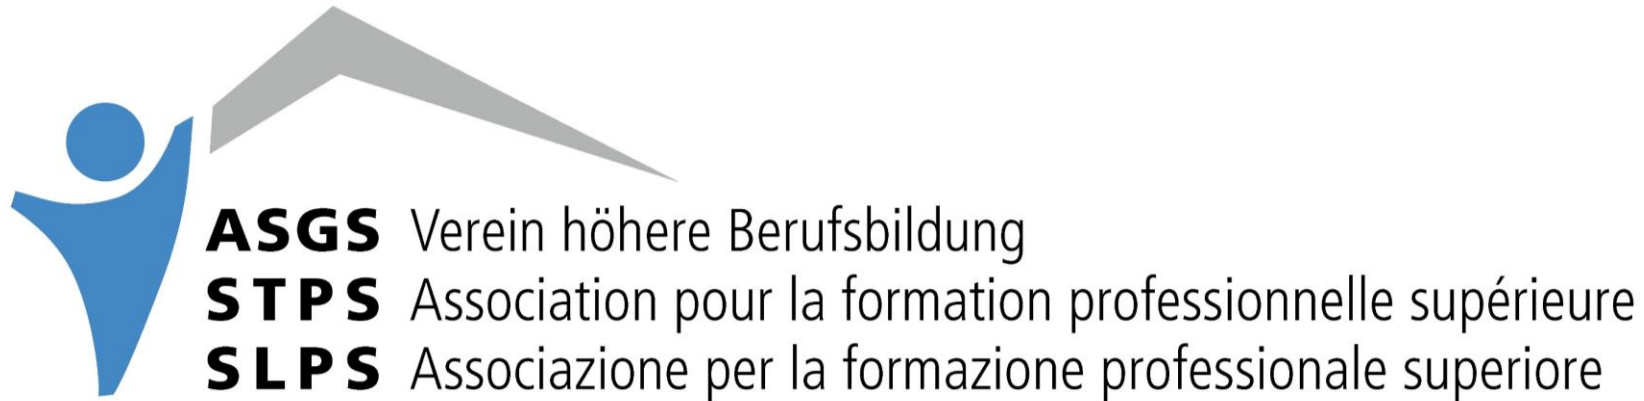 ASGS Verein höhere Berufsbildung
STPS Association pour la formation professionnelle supérieure
SLPS Associazione per la formazione professionale superiore